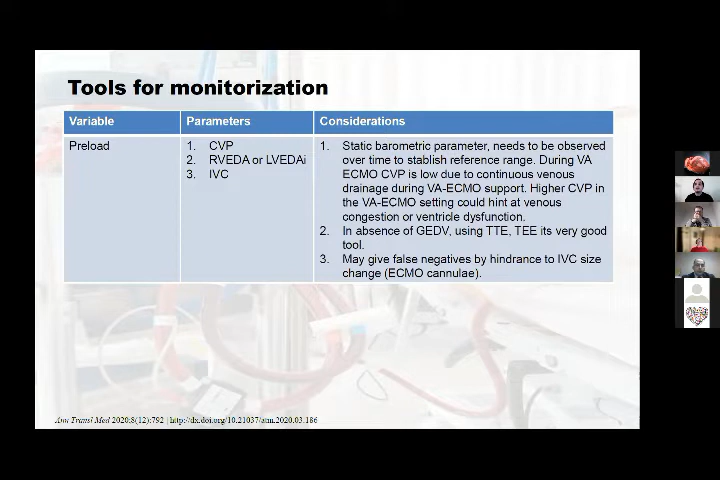 Tools for monitorization
Variable
Parameters
Considerations
Preload
1. CVP
2. RVEDA or LVEDAi
3. IVC
1. Static barometric parameter, needs to be observed
over time to stablish reference range. During VA
ECMO CVP is low due to continuous venous
drainage during VA-ECMO support. Higher CVP in
the VA-ECMO setting could hint at venous
congestion or ventricle dysfunction.
2. In absence of GEDV, using TTE, TEE its very good
tool.
3. May give false negatives by hindrance to IVC size
change (ECMO cannulae).
Ann Transl Med 2020;8(12):792 | http://dx.doi.org/10.21037/atm.2020.03.186